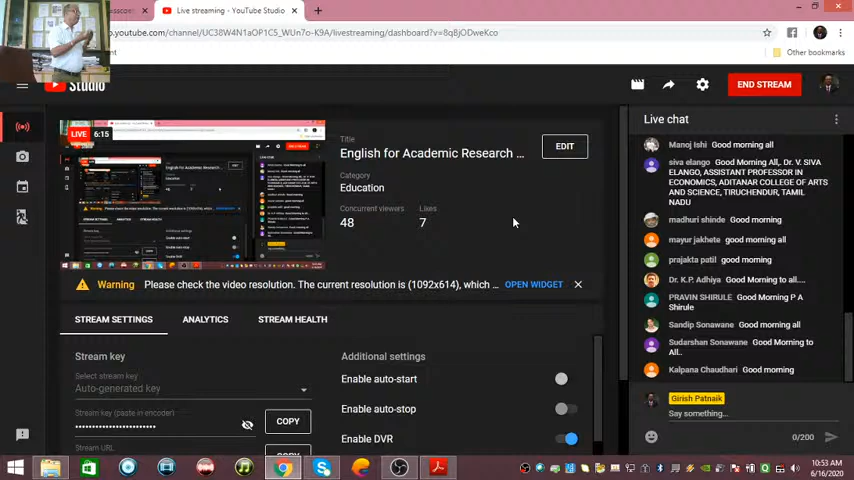 Live streaming - YouTube Studio
youtube.com/channel/UC38W4N1aOP1C5_WUn7o-K9A/livestreaming/dashboard?v=8q8jODweKco
Other bookmarks
Studio
END STREAM
LIVE 6:15
Title
English for Academic Research ...
EDIT
Category
Education
Concurrent viewers
Likes
48
7
Warning Please check the video resolution. The current resolution is (1092x614), which ... OPEN WIDGET
STREAM SETTINGS
ANALYTICS
STREAM HEALTH
Stream key
Select stream key
Auto-generated key
Stream key (paste in encoder)
COPY
Stream URL
COPY
Additional settings
Enable auto-start
Enable auto-stop
Enable DVR
Live chat
Manoj Ishi Good morning all
siva elango Good Morning All, Dr. V. SIVA
ELANGO, ASSISTANT
PROFESSOR IN
ECONOMICS, ADITANAR COLLEGE OF ARTS
AND SCIENCE, TIRUCHENDUR, TAMIL
NADU
madhuri shinde Good morning
mayur jakhete good morning all
prajakta patil good morning
Dr. K.P. Adhiya Good morning to all....
PRAVIN SHIRULE Good Morning P A
Shirule
Sandip Sonawane Good morning all
Sudarshan Sonawane Good Morning to
All..
Kalpana Chaudhari Good morning
Girish Patnaik
Say something...
0/200
10:53 AM
6/16/2020